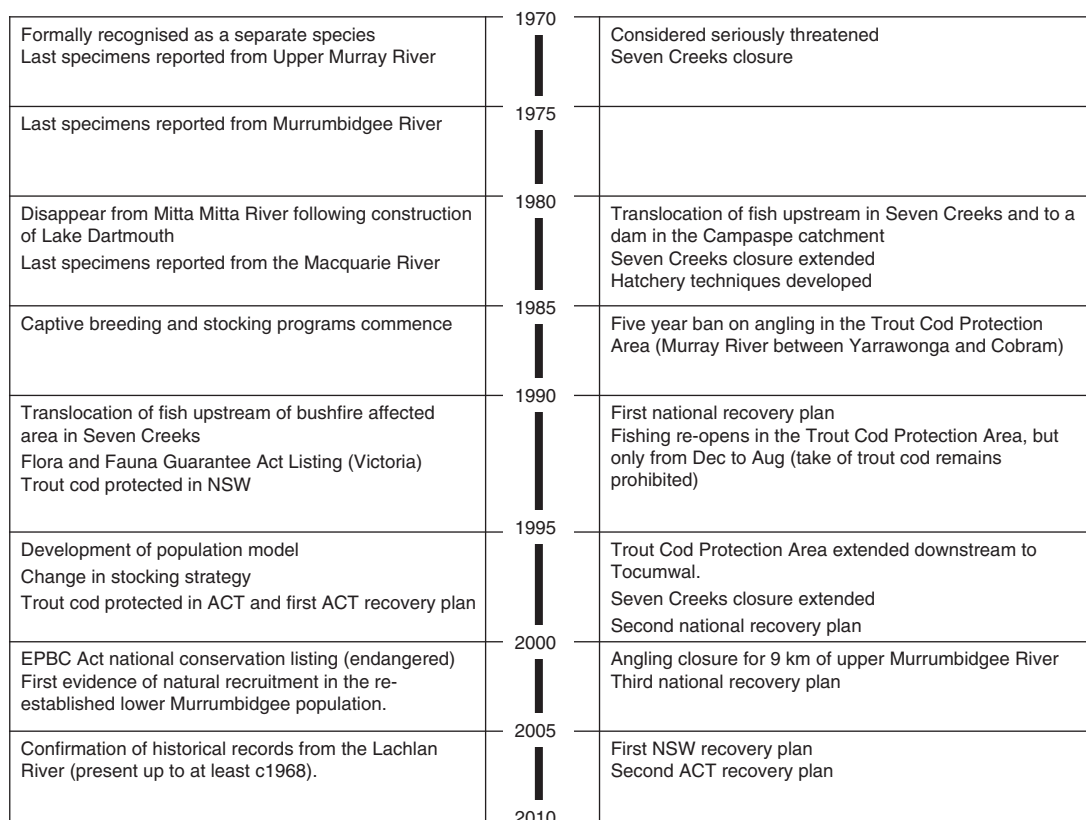 1970
Formally recognised as a separate species
Last specimens reported from Upper Murray River
Considered seriously threatened
Seven Creeks closure
1975
Last specimens reported from Murrumbidgee River
1980
Disappear from Mitta Mitta River following construction
of Lake Dartmouth
Last specimens reported from the Macquarie River
Translocation of fish upstream in Seven Creeks and to a
dam in the Campaspe catchment
Seven Creeks closure extended
Hatchery techniques developed
1985
Captive breeding and stocking programs commence
Five year ban on angling in the Trout Cod Protection
Area (Murray River between Yarrawonga and Cobram)
1990
Translocation of fish upstream of bushfire affected
area in Seven Creeks
Flora and Fauna Guarantee Act Listing (Victoria)
Trout cod protected in NSW
First national recovery plan
Fishing re-opens in the Trout Cod Protection Area, but
only from Dec to Aug (take of trout cod remains
prohibited)
1995
Development of population model
Change in stocking strategy
Trout cod protected in ACT and first ACT recovery plan
Trout Cod Protection Area extended downstream to
Tocumwal.
Seven Creeks closure extended
Second national recovery plan
2000
EPBC Act national conservation listing (endangered)
First evidence of natural recruitment in the re-
established lower Murrumbidgee population.
Angling closure for 9 km of upper Murrumbidgee River
Third national recovery plan
2005
Confirmation of historical records from the Lachlan
River (present up to at least c1968).
First NSW recovery plan
Second ACT recovery plan
2010